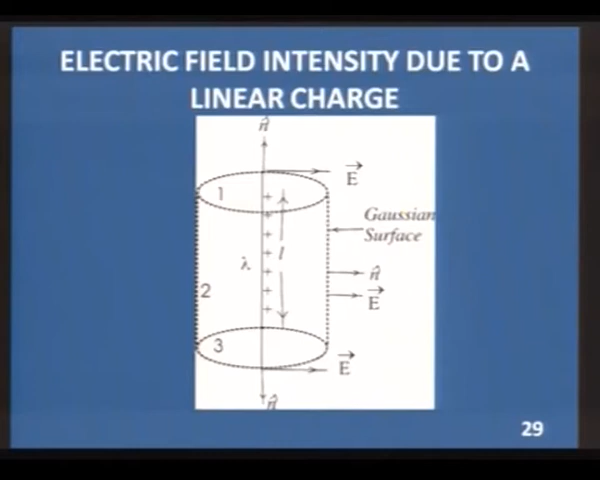 ELECTRIC FIELD INTENSITY DUE TO A
LINEAR CHARGE
n̂
E
1
Gaussian
Surface
λ
l
n̂
2
E
3
E
n̂
29